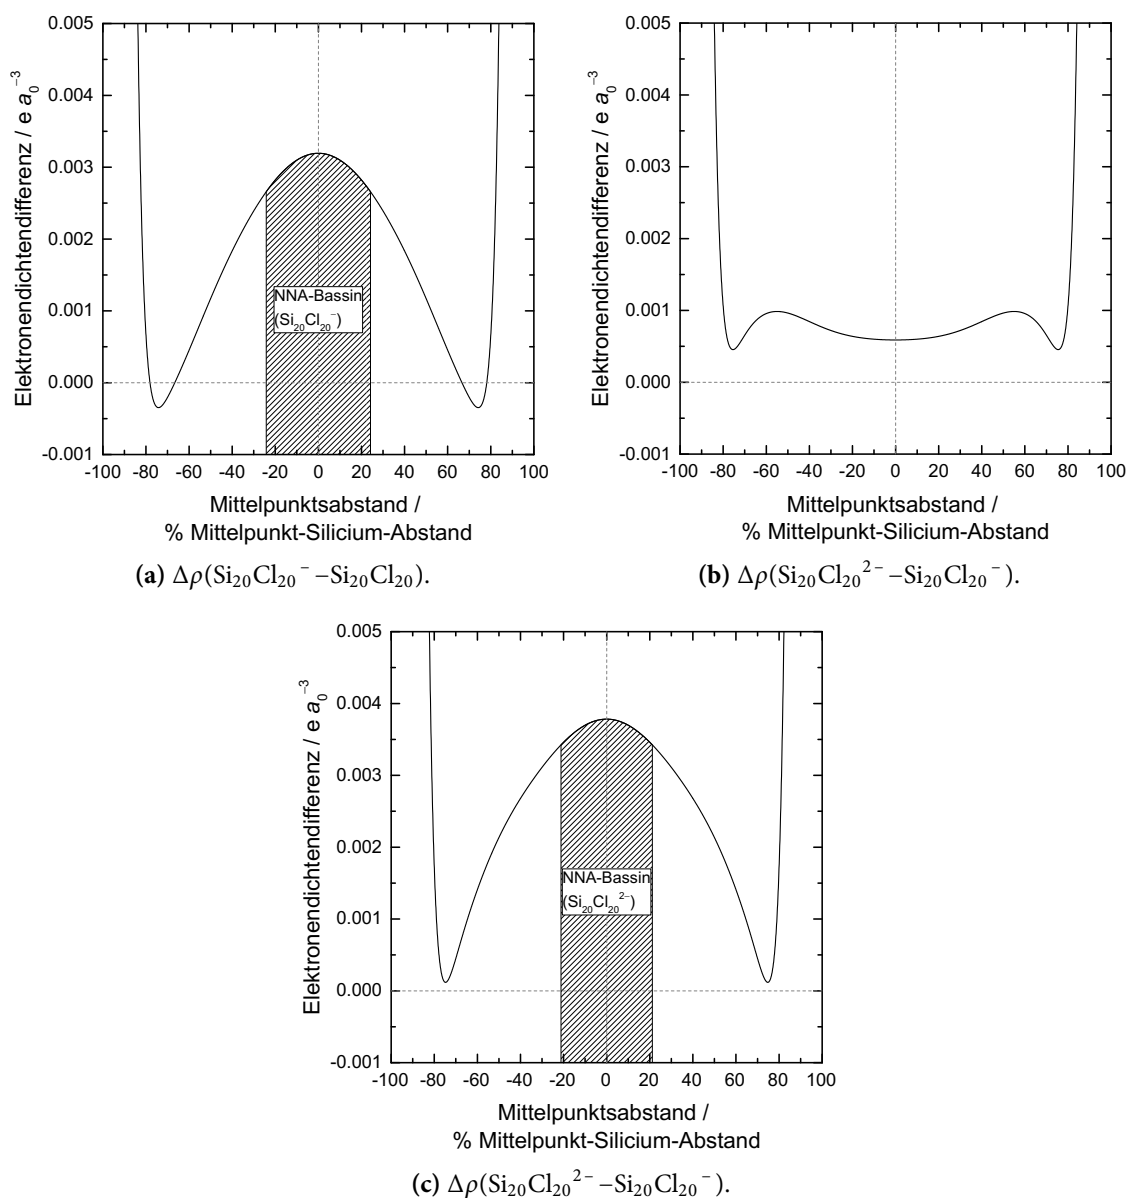 0.005
0.004
0.003
0.002
0.001
0.000
-0.001
Elektronendichtendifferenz / e a₀⁻³
NNA-Bassin
(Si₂₀Cl₂₀⁻)
-100 -80 -60 -40 -20 0 20 40 60 80 100
Mittelpunktsabstand /
% Mittelpunkt-Silicium-Abstand
(a) Δρ(Si₂₀Cl₂₀⁻–Si₂₀Cl₂₀).
0.005
0.004
0.003
0.002
0.001
0.000
-0.001
Elektronendichtendifferenz / e a₀⁻³
-100 -80 -60 -40 -20 0 20 40 60 80 100
Mittelpunktsabstand /
% Mittelpunkt-Silicium-Abstand
(b) Δρ(Si₂₀Cl₂₀²⁻–Si₂₀Cl₂₀⁻).
0.005
0.004
0.003
0.002
0.001
0.000
-0.001
Elektronendichtendifferenz / e a₀⁻³
NNA-Bassin
(Si₂₀Cl₂₀²⁻)
-100 -80 -60 -40 -20 0 20 40 60 80 100
Mittelpunktsabstand /
% Mittelpunkt-Silicium-Abstand
(c) Δρ(Si₂₀Cl₂₀²⁻–Si₂₀Cl₂₀⁻).